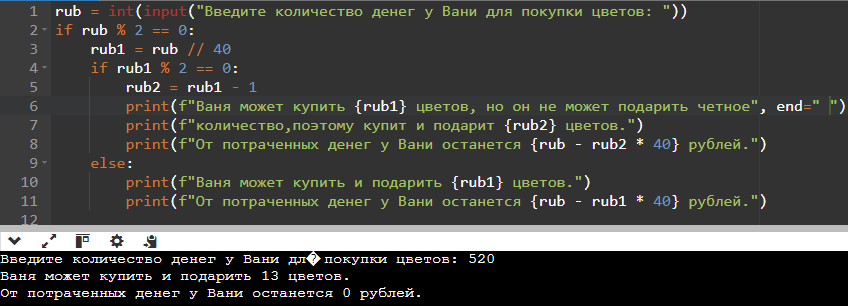 1 rub = int(input("Введите количество денег у Вани для покупки цветов: "))
2 if rub % 2 == 0:
3 rub1 = rub // 40
4 if rub1 % 2 == 0:
5 rub2 = rub1 - 1
6 print(f"Ваня может купить {rub1} цветов, но он не может подарить четное", end=" ")
7 print(f"количество,поэтому купит и подарит {rub2} цветов.")
8 print(f"От потраченных денег у Вани останется {rub - rub2 * 40} рублей.")
9 else:
10 print(f"Ваня может купить и подарить {rub1} цветов.")
11 print(f"От потраченных денег у Вани останется {rub - rub1 * 40} рублей.")
12
Введите количество денег у Вани дл� покупки цветов: 520
Ваня может купить и подарить 13 цветов.
От потраченных денег у Вани останется 0 рублей.